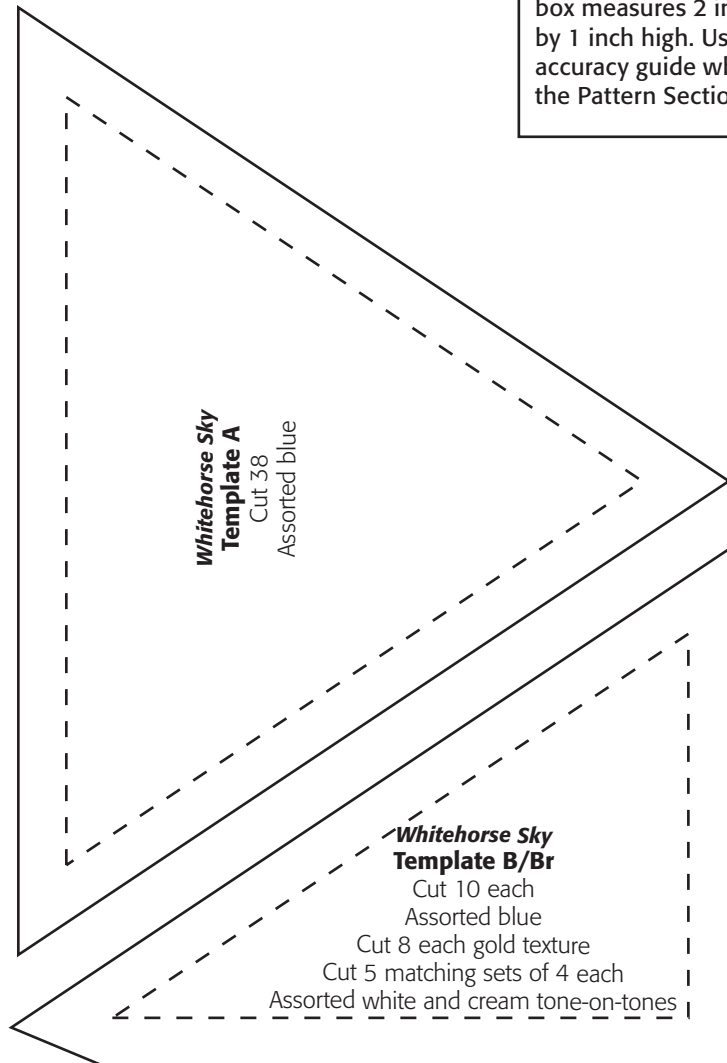 box measures 2 in
by 1 inch high. Us
accuracy guide wh
the Pattern Sectio
Whitehorse Sky
Template A
Cut 38
Assorted blue
Whitehorse Sky
Template B/Br
Cut 10 each
Assorted blue
Cut 8 each gold texture
Cut 5 matching sets of 4 each
Assorted white and cream tone-on-tones